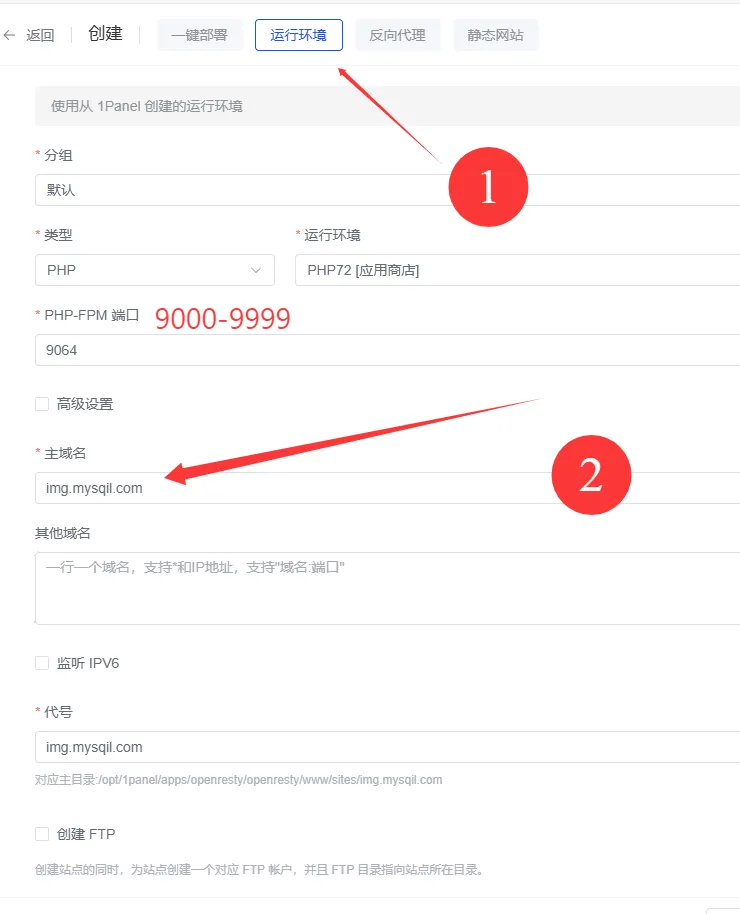 ← 返回 创建 一键部署 运行环境 反向代理 静态网站
使用从 1Panel 创建的运行环境
* 分组
1
默认
* 类型 * 运行环境
PHP PHP72 [应用商店]
* PHP-FPM 端口 9000-9999
9064
高级设置
* 主域名
2
img.mysqil.com
其他域名
一行一个域名，支持*和IP地址，支持"域名:端口"
监听 IPV6
* 代号
img.mysqil.com
对应主目录:/opt/1panel/apps/openresty/openresty/www/sites/img.mysqil.com
创建 FTP
创建站点的同时，为站点创建一个对应 FTP 帐户，并且 FTP 目录指向站点所在目录。